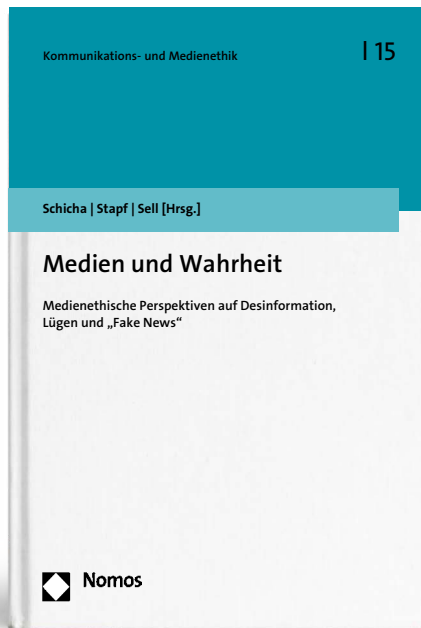 Kommunikations- und Medienethik
| 15
Schicha | Stapf | Sell [Hrsg.]
Medien und Wahrheit
Medienethische Perspektiven auf Desinformation,
Lügen und „Fake News“
Nomos